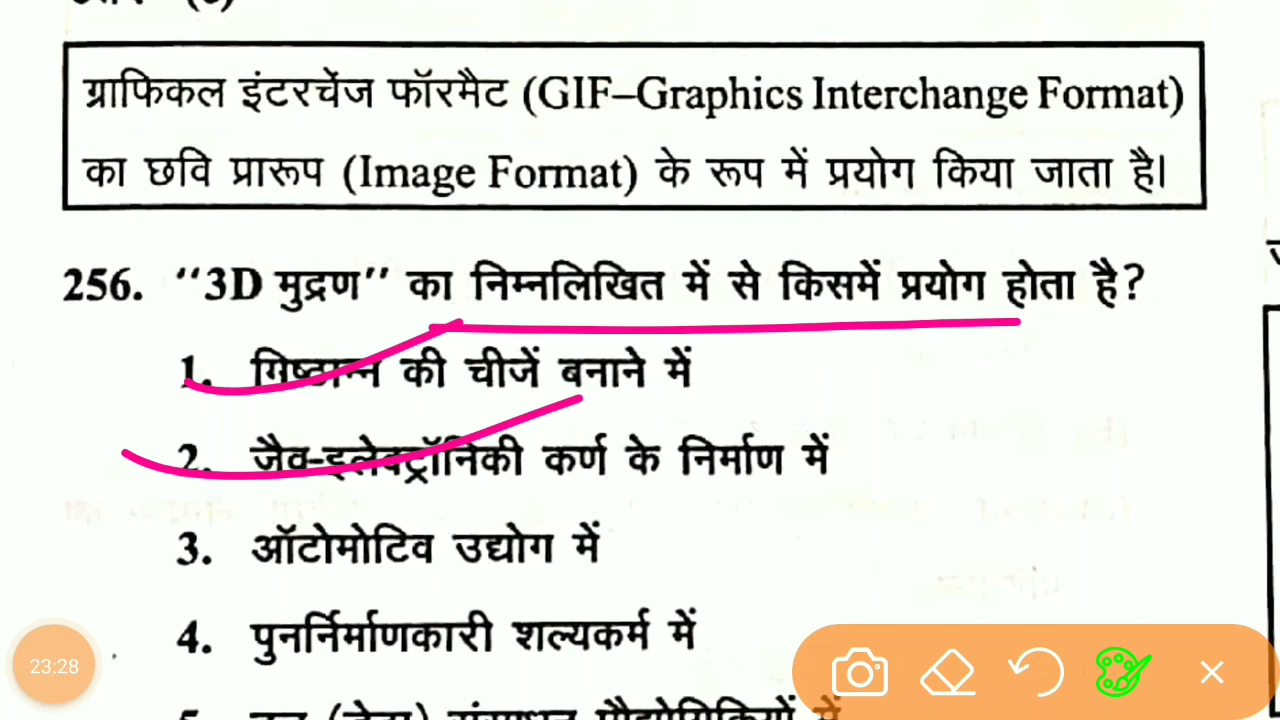 ग्राफिकल इंटरचेंज फॉरमैट (GIF–Graphics Interchange Format)
का छवि प्रारूप (Image Format) के रूप में प्रयोग किया जाता है।
256. ‘‘3D मुद्रण’’ का निम्नलिखित में से किसमें प्रयोग होता है?
1. मिष्ठान्न की चीजें बनाने में
2. जैव-इलेक्ट्रॉनिकी कर्ण के निर्माण में
3. ऑटोमोटिव उद्योग में
4. पुनर्निर्माणकारी शल्यकर्म में
23:28